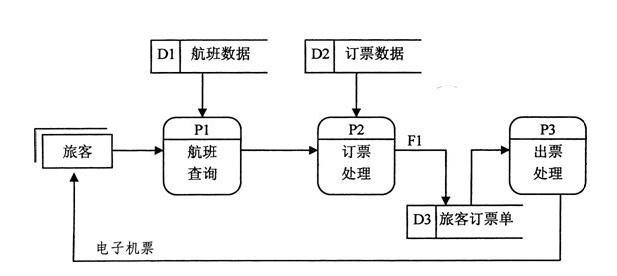 D1 航班数据
D2 订票数据
P1
P2
P3
旅客
航班
查询
订票
处理
F1
出票
处理
D3 旅客订票单
电子机票